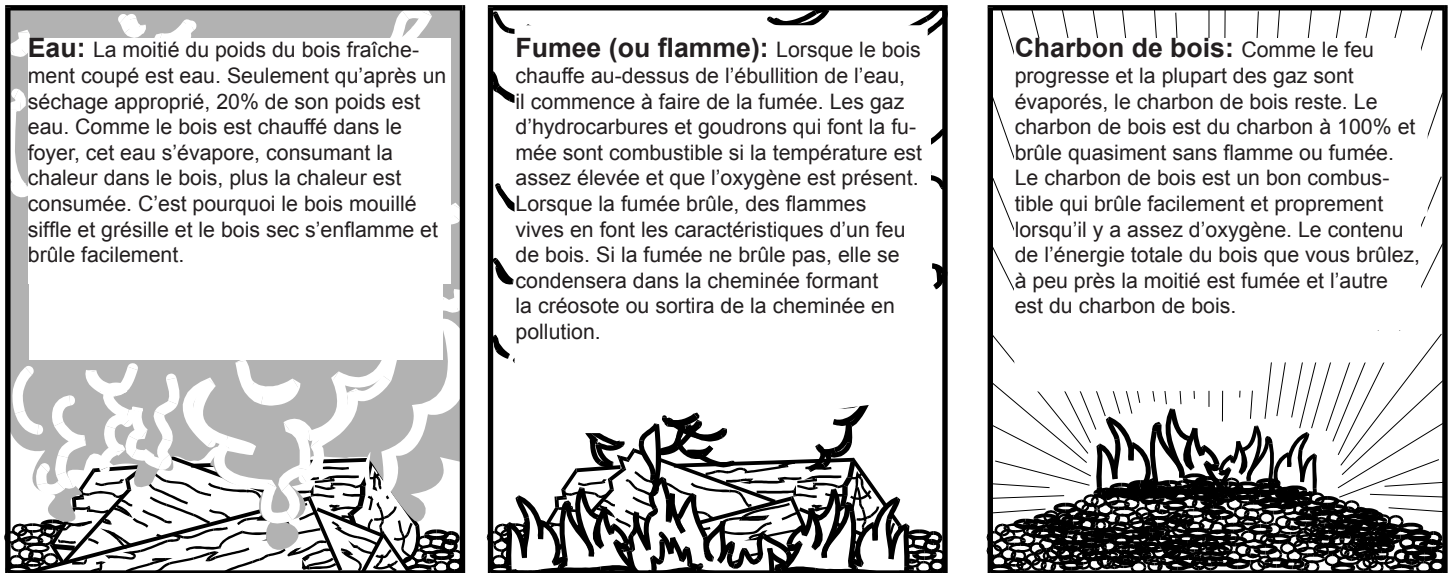 Eau: La moitié du poids du bois fraîche-
ment coupé est eau. Seulement qu'après un
séchage approprié, 20% de son poids est
eau. Comme le bois est chauffé dans le
foyer, cet eau s'évapore, consumant la
chaleur dans le bois, plus la chaleur est
consumée. C'est pourquoi le bois mouillé
siffle et grésille et le bois sec s'enflamme et
brûle facilement.
Fumee (ou flamme): Lorsque le bois
chauffe au-dessus de l'ébullition de l'eau,
il commence à faire de la fumée. Les gaz
d'hydrocarbures et goudrons qui font la fu-
mée sont combustible si la température est
assez élevée et que l'oxygène est présent.
Lorsque la fumée brûle, des flammes
vives en font les caractéristiques d'un feu
de bois. Si la fumée ne brûle pas, elle se
condensera dans la cheminée formant
la créosote ou sortira de la cheminée en
pollution.
Charbon de bois: Comme le feu
progresse et la plupart des gaz sont
évaporés, le charbon de bois reste. Le
charbon de bois est du charbon à 100% et
brûle quasiment sans flamme ou fumée.
Le charbon de bois est un bon combus-
tible qui brûle facilement et proprement
lorsqu'il y a assez d'oxygène. Le contenu
de l'énergie totale du bois que vous brûlez,
à peu près la moitié est fumée et l'autre
est du charbon de bois.